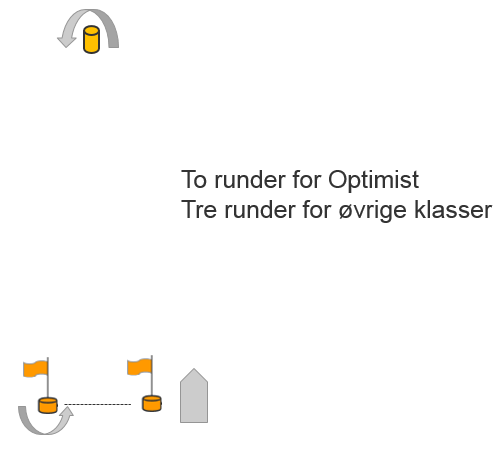 To runder for Optimist
Tre runder for øvrige klasser